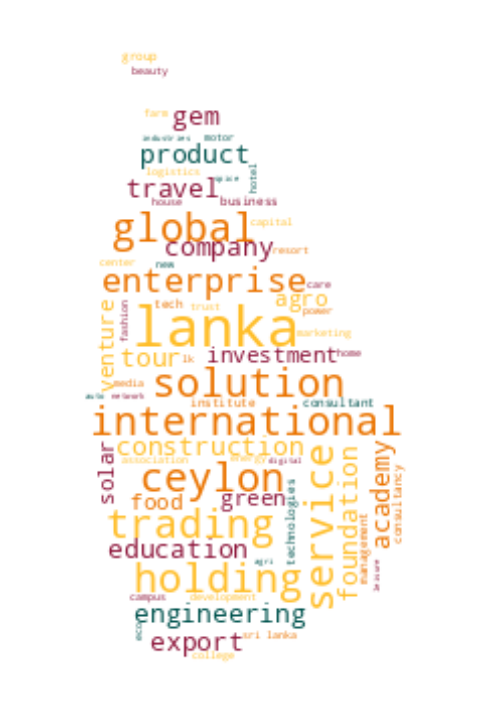 group
beauty
farm gem
industries motor
product
logistics spice hotel
travel
house business
global capital
company resort
center new
enterprise care
agro
venture fashion tech trust power
lanka marketing
tour lk investment home
media solution
auto network institute consultant
international
construction
solar association energy digital
ceylon service foundation academy consultancy
food green technologies
trading management
education
agri leisure
holding
campus development
engineering
eco export sri lanka
college